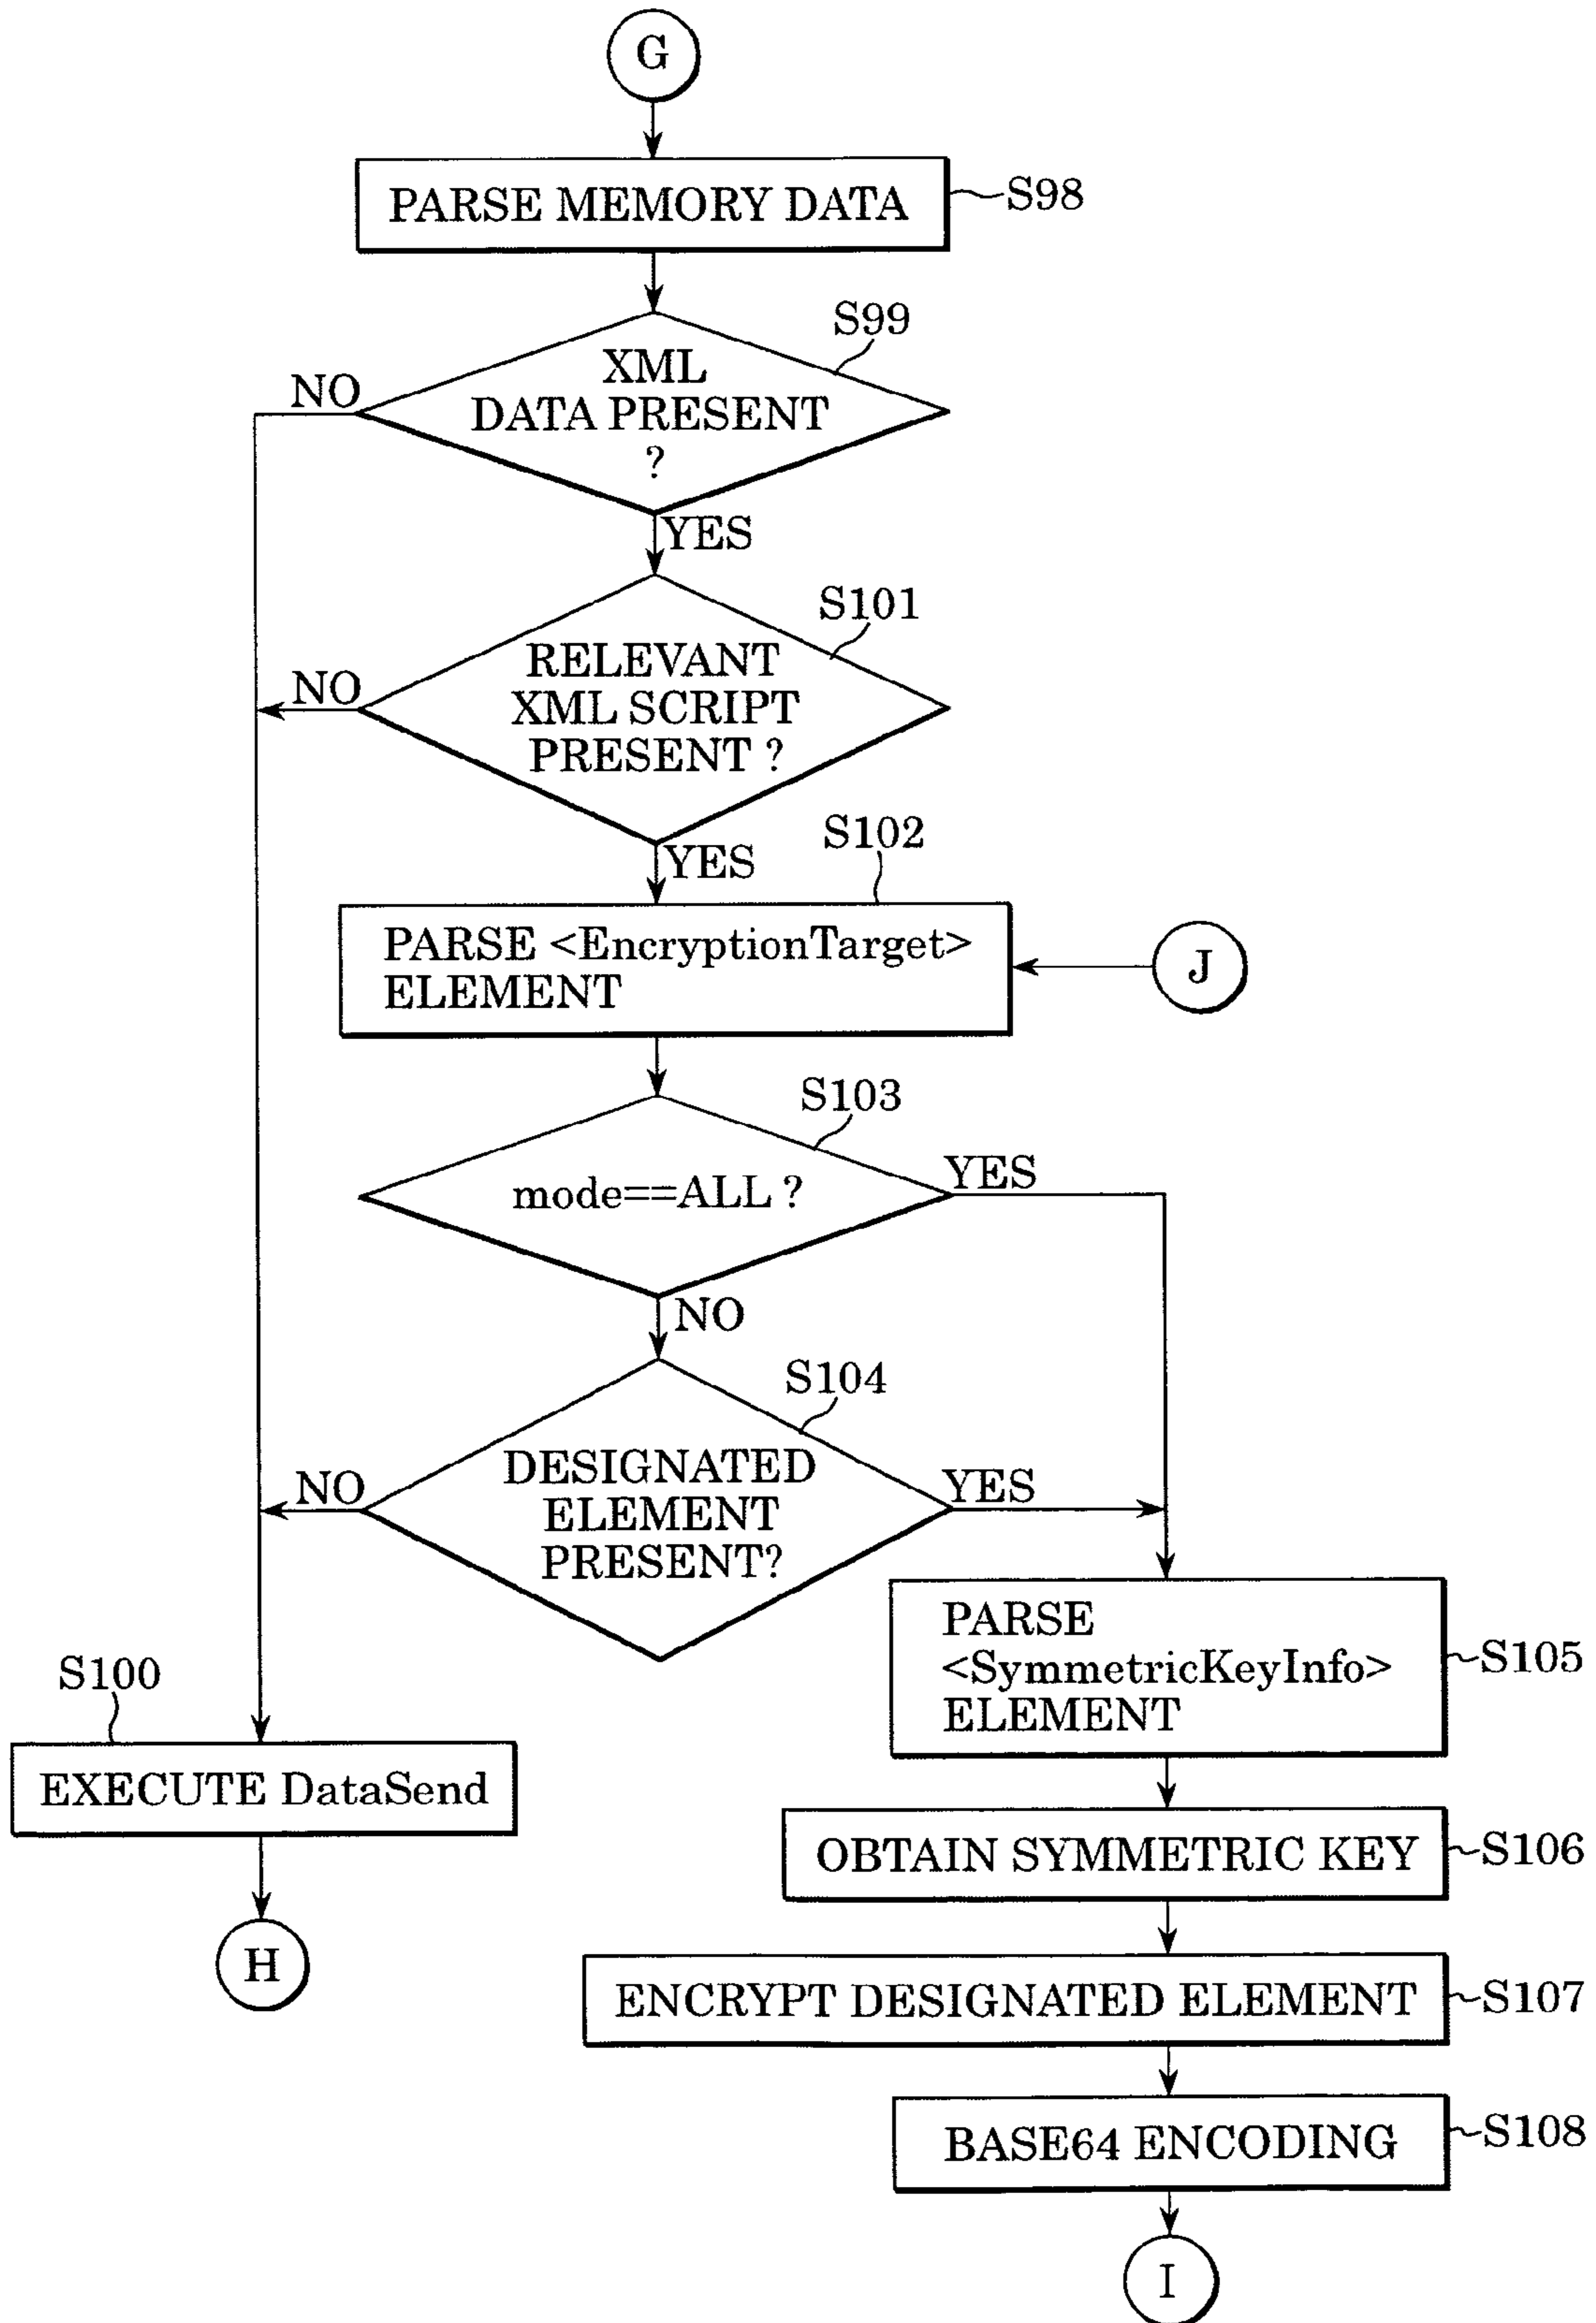 G
PARSE MEMORY DATA
S98
S99
XML
DATA PRESENT
?
NO
YES
S101
RELEVANT
XML SCRIPT
PRESENT ?
NO
YES
S102
PARSE <EncryptionTarget>
ELEMENT
J
S103
mode==ALL ?
YES
NO
S104
DESIGNATED
ELEMENT
PRESENT?
NO
YES
PARSE
<SymmetricKeyInfo>
ELEMENT
S105
S100
EXECUTE DataSend
H
OBTAIN SYMMETRIC KEY
S106
ENCRYPT DESIGNATED ELEMENT
S107
BASE64 ENCODING
S108
I